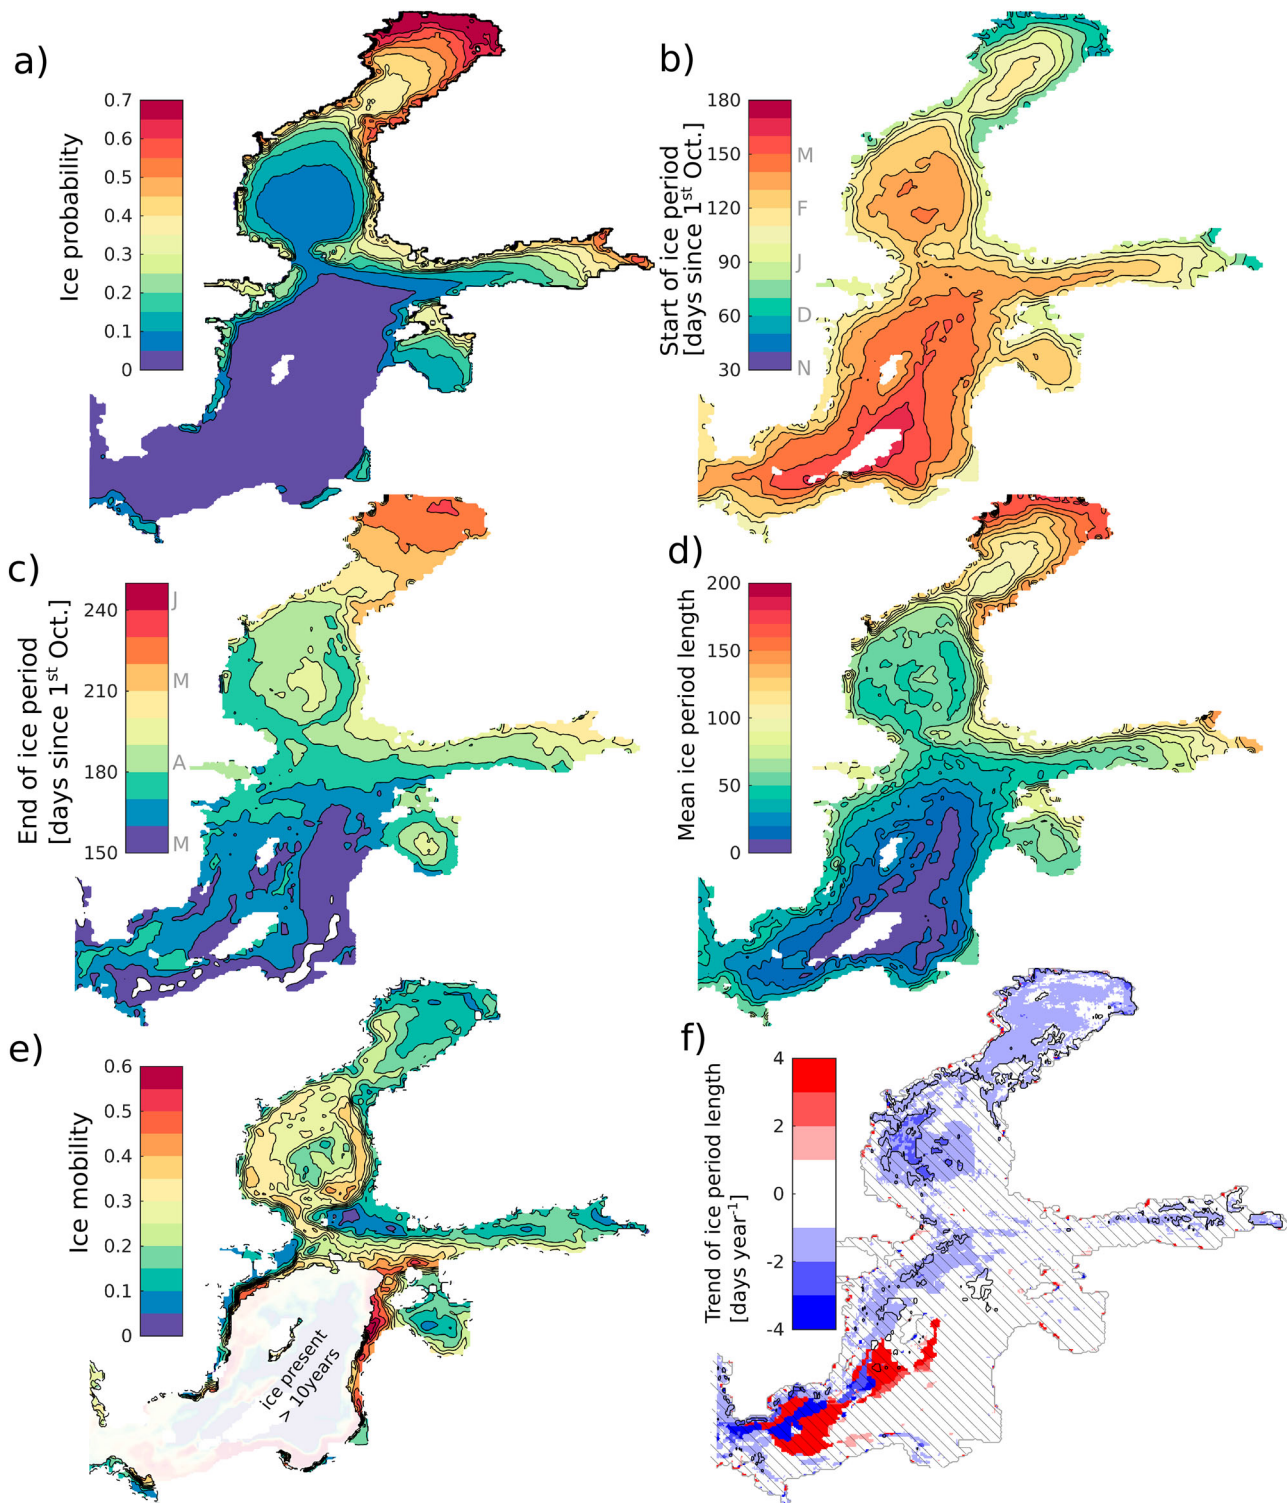 a)
0.7
0.6
0.5
0.4
0.3
0.2
0.1
0
Ice probability
b)
180
150
120
90
60
30
M
F
J
D
N
Start of ice period
[days since 1st Oct.]
c)
240
210
180
150
J
M
A
M
End of ice period
[days since 1st Oct.]
d)
200
150
100
50
0
Mean ice period length
e)
0.6
0.5
0.4
0.3
0.2
0.1
0
Ice mobility
ice present
> 10years
f)
4
2
0
-2
-4
Trend of ice period length
[days year-1]